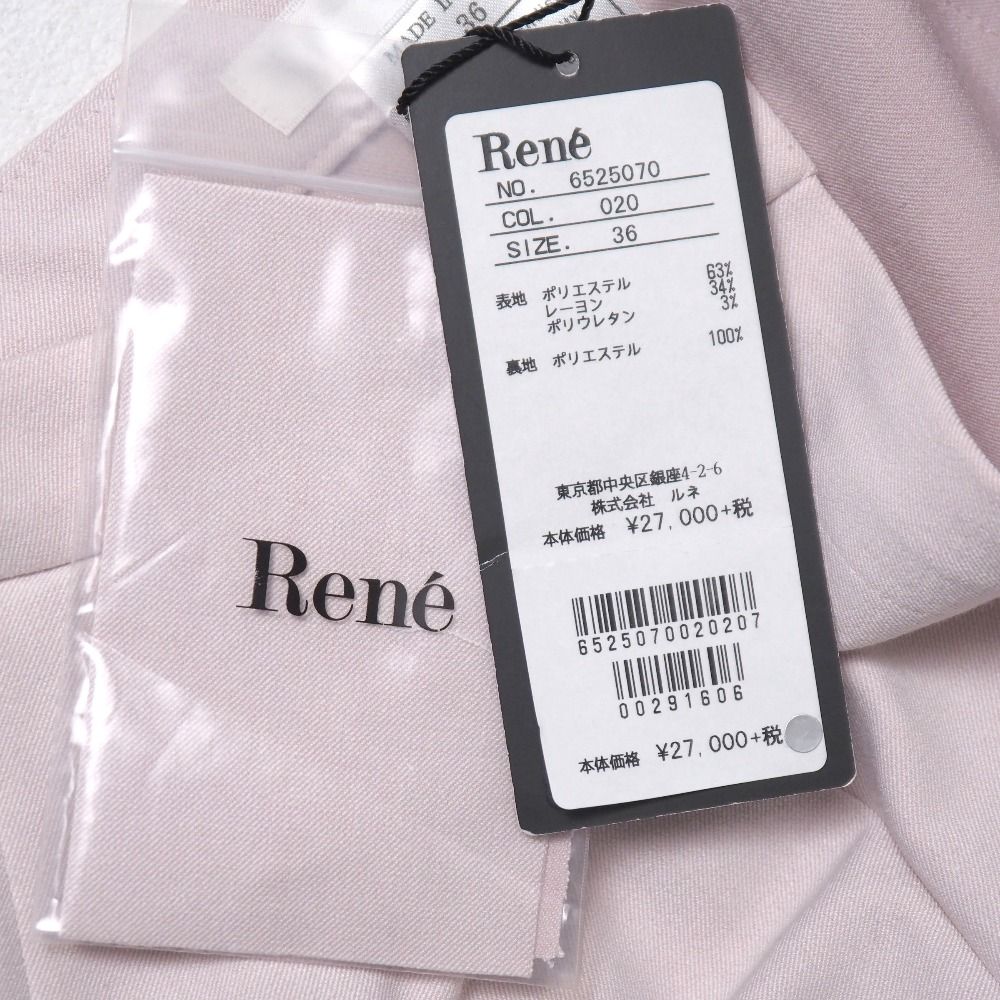 MADE I
36
René
NO. 6525070
COL. 020
SIZE. 36
表地 ポリエステル 63%
レーヨン 34%
ポリウレタン 3%
裏地 ポリエステル 100%
東京都中央区銀座4-2-6
株式会社 ルネ
本体価格 ¥27,000+税
6525070020207
00291606
本体価格 ¥27,000+税
René